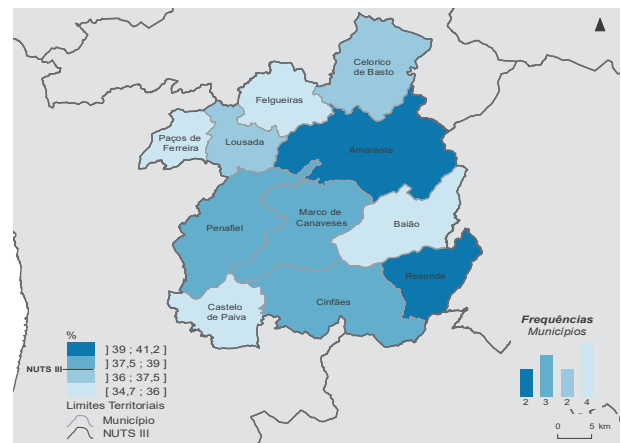 Celorico
de Basto
Felgueiras
Paços de
Ferreira
Lousada
Amarante
Marco de
Canaveses
Penafiel
Baião
Resende
Castelo
de Paiva
Cinfães
%
] 39 ; 41,2 ]
] 37,5 ; 39 ]
NUTS III
] 36 ; 37,5 ]
[ 34,7 ; 36 ]
Limites Territoriais
Município
NUTS III
Frequências
Municípios
2 3 2 4
0 5 km